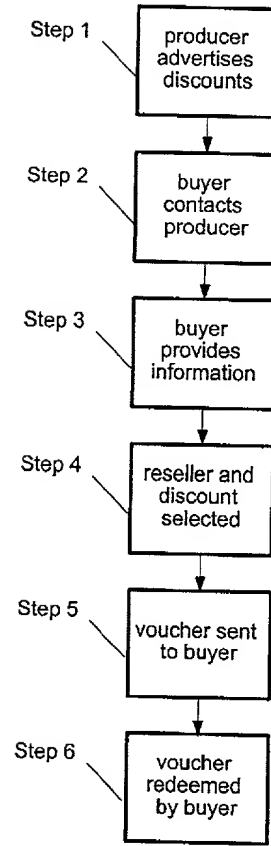 Step 1
producer
advertises
discounts
Step 2
buyer
contacts
producer
Step 3
buyer
provides
information
Step 4
reseller and
discount
selected
Step 5
voucher sent
to buyer
Step 6
voucher
redeemed
by buyer